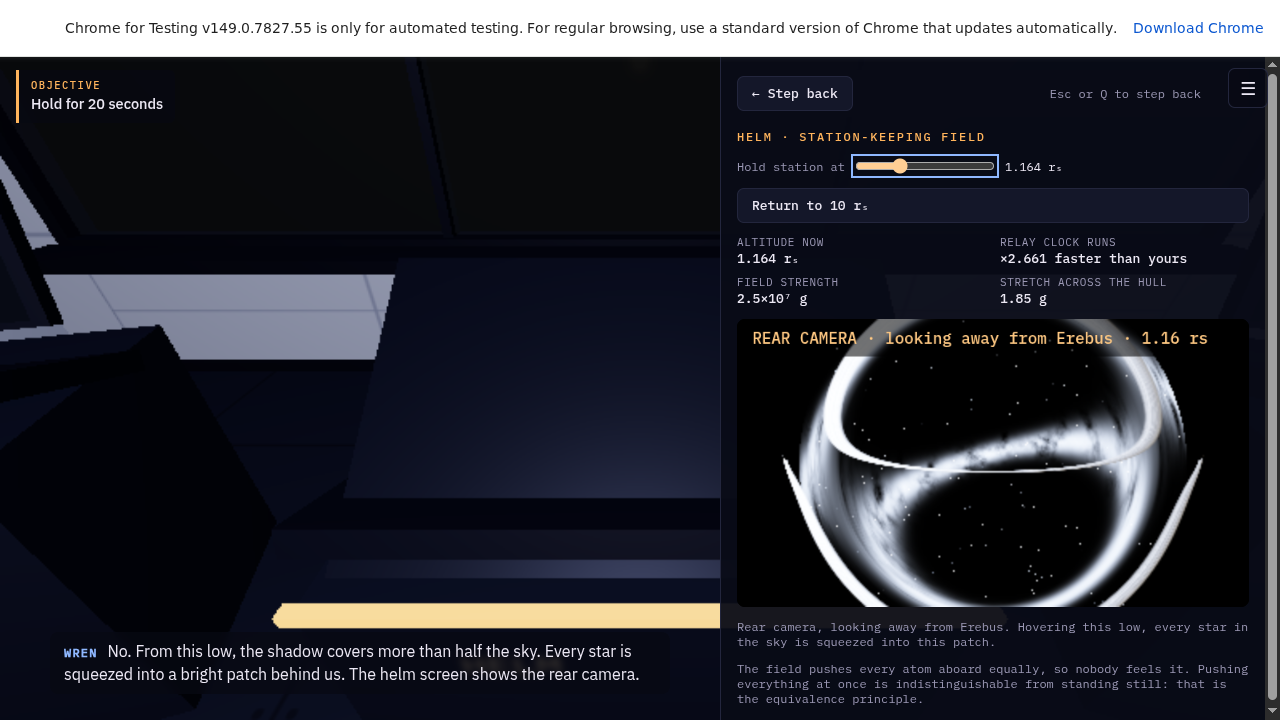 Chrome for Testing v149.0.7827.55 is only for automated testing. For regular browsing, use a standard version of Chrome that updates automatically. Download Chrome
OBJECTIVE
Hold for 20 seconds
← Step back
Esc or Q to step back
☰
HELM · STATION-KEEPING FIELD
Hold station at 1.164 rₛ
Return to 10 rₛ
ALTITUDE NOW
1.164 rₛ
RELAY CLOCK RUNS
×2.661 faster than yours
FIELD STRENGTH
2.5×10⁷ g
STRETCH ACROSS THE HULL
1.85 g
REAR CAMERA · looking away from Erebus · 1.16 rs
Rear camera, looking away from Erebus. Hovering this low, every star in
the sky is squeezed into this patch.
The field pushes every atom aboard equally, so nobody feels it. Pushing
everything at once is indistinguishable from standing still: that is
the equivalence principle.
WREN No. From this low, the shadow covers more than half the sky. Every star is
squeezed into a bright patch behind us. The helm screen shows the rear camera.